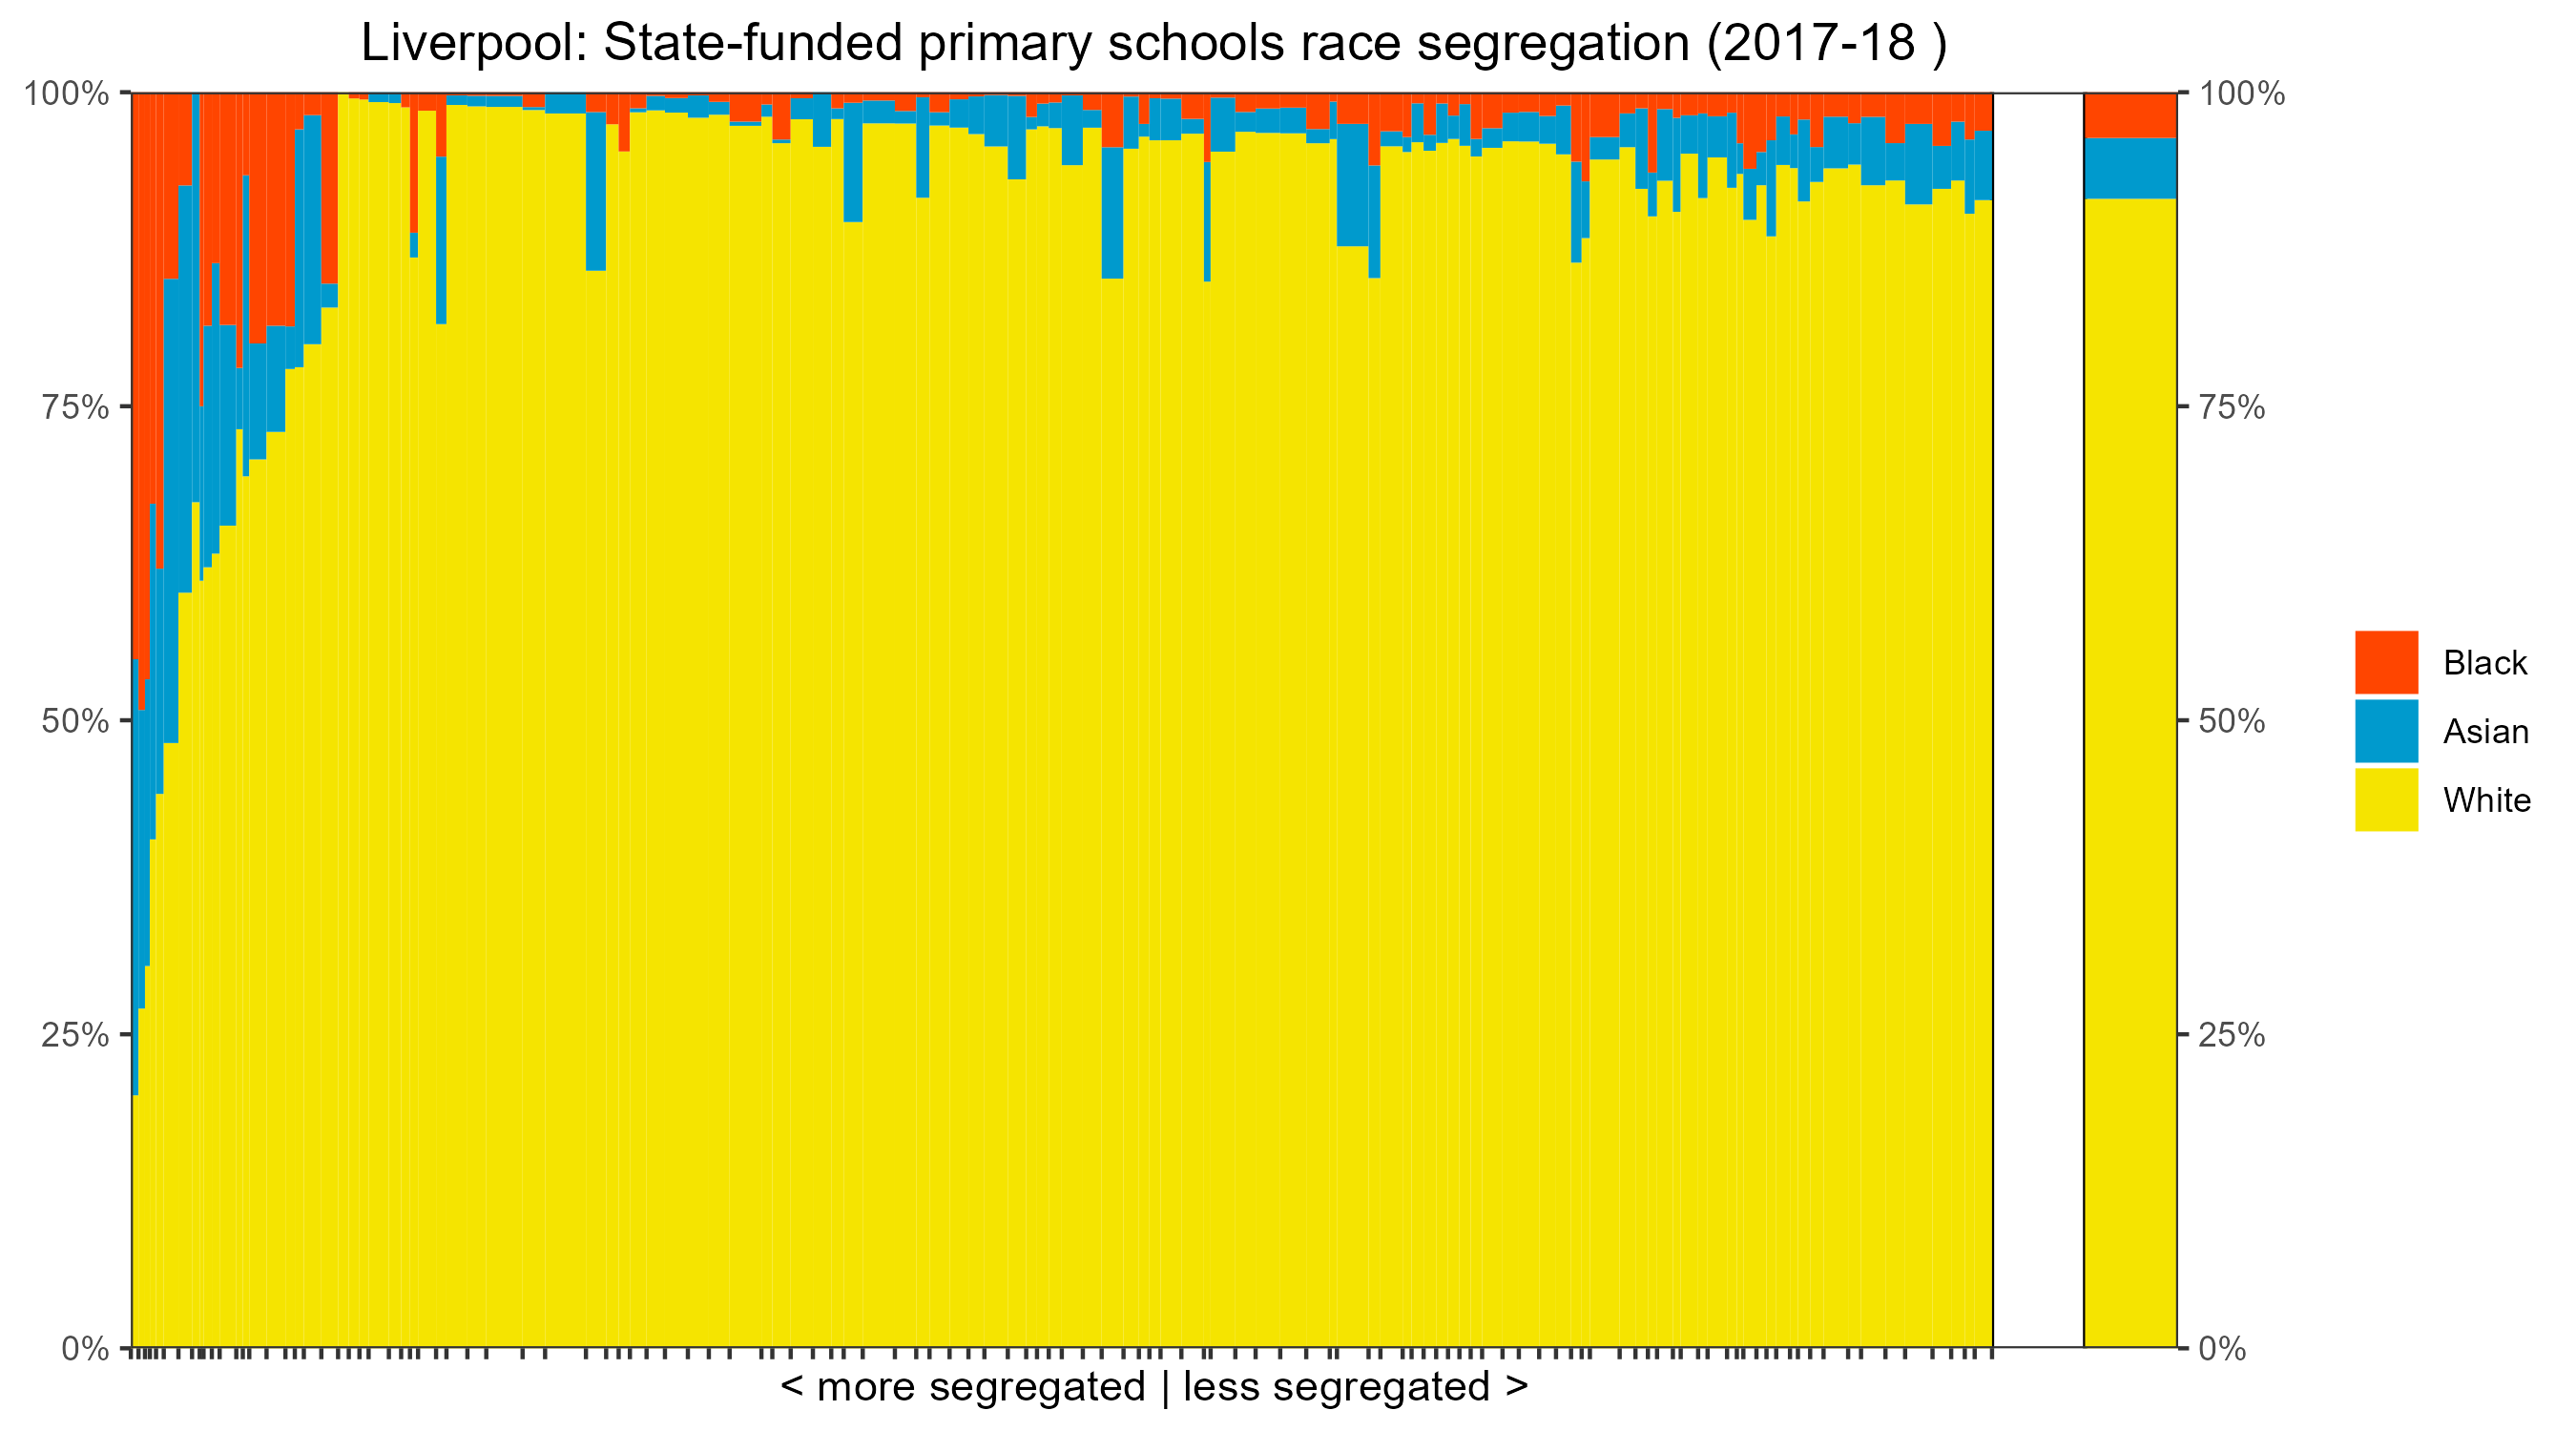 Liverpool: State-funded primary schools race segregation (2017-18 )
100%
75%
50%
25%
0%
100%
75%
50%
25%
0%
Black
Asian
White
< more segregated | less segregated >